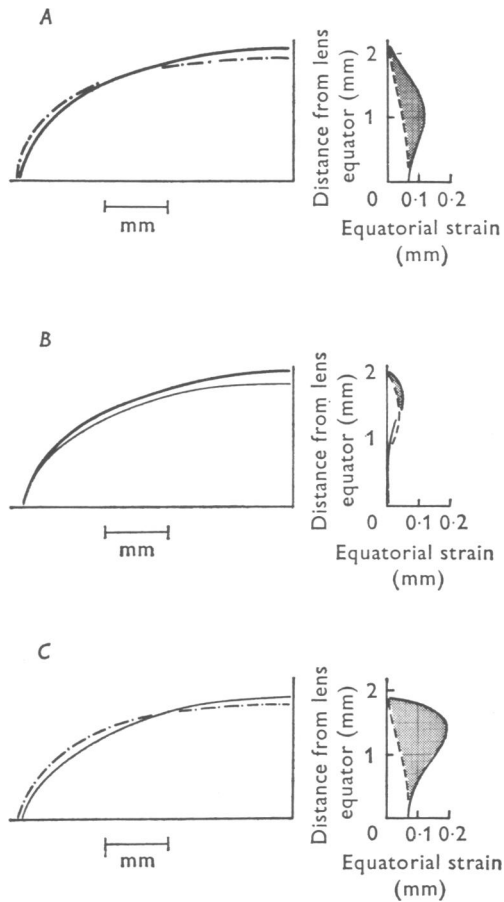 A
mm
Distance from lens
equator (mm)
2
1
0
0·1 0·2
Equatorial strain
(mm)
B
mm
Distance from lens
equator (mm)
2
1
0
0·1 0·2
Equatorial strain
(mm)
C
mm
Distance from lens
equator (mm)
2
1
0
0·1 0·2
Equatorial strain
(mm)